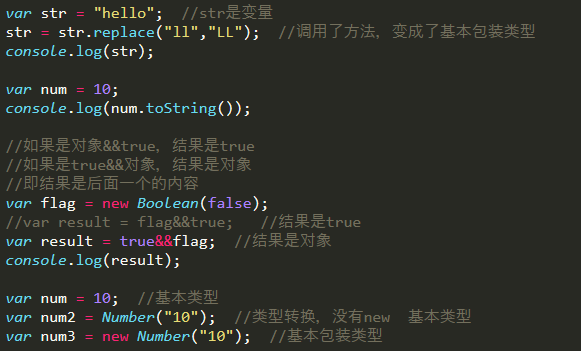 var str = "hello";  //str是变量
str = str.replace("ll","LL");  //调用了方法, 变成了基本包装类型
console.log(str);
var num = 10;
console.log(num.toString());
//如果是对象&&true, 结果是true
//如果是true&&对象, 结果是对象
//即结果是后面一个的内容
var flag = new Boolean(false);
//var result = flag&&true;   //结果是true
var result = true&&flag;  //结果是对象
console.log(result);
var num = 10;  //基本类型
var num2 = Number("10");  //类型转换, 没有new  基本类型
var num3 = new Number("10");  //基本包装类型